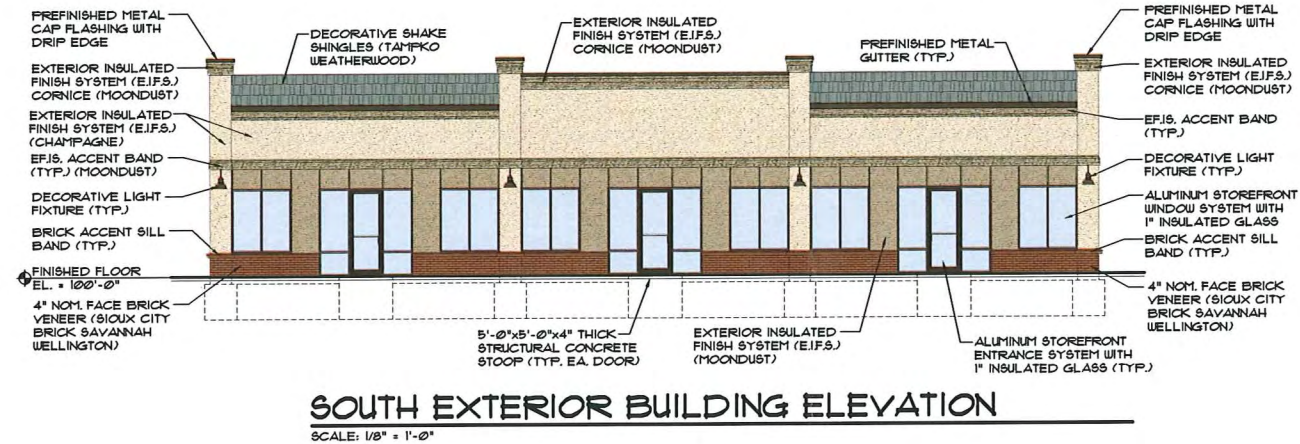 PREFINISHED METAL
CAP FLASHING WITH
DRIP EDGE
EXTERIOR INSULATED
FINISH SYSTEM (E.I.F.S.)
CORNICE (MOONDUST)
EXTERIOR INSULATED
FINISH SYSTEM (E.I.F.S.)
(CHAMPAGNE)
EF.IS. ACCENT BAND
(TYP.) (MOONDUST)
DECORATIVE LIGHT
FIXTURE (TYP.)
BRICK ACCENT SILL
BAND (TYP.)
FINISHED FLOOR
EL. = 100'-0"
4" NOM. FACE BRICK
VENEER (SIOUX CITY
BRICK SAVANNAH
WELLINGTON)
DECORATIVE SHAKE
SHINGLES (TAMPKO
WEATHERWOOD)
EXTERIOR INSULATED
FINISH SYSTEM (E.I.F.S.)
CORNICE (MOONDUST)
PREFINISHED METAL
GUTTER (TYP.)
PREFINISHED METAL
CAP FLASHING WITH
DRIP EDGE
EXTERIOR INSULATED
FINISH SYSTEM (E.I.F.S.)
CORNICE (MOONDUST)
EF.IS. ACCENT BAND
(TYP.)
DECORATIVE LIGHT
FIXTURE (TYP.)
ALUMINUM STOREFRONT
WINDOW SYSTEM WITH
1" INSULATED GLASS
BRICK ACCENT SILL
BAND (TYP.)
4" NOM. FACE BRICK
VENEER (SIOUX CITY
BRICK SAVANNAH
WELLINGTON)
5'-0"x5'-0"x4" THICK
STRUCTURAL CONCRETE
STOOP (TYP. EA. DOOR)
EXTERIOR INSULATED
FINISH SYSTEM (E.I.F.S.)
(MOONDUST)
ALUMINUM STOREFRONT
ENTRANCE SYSTEM WITH
1" INSULATED GLASS (TYP.)
SOUTH EXTERIOR BUILDING ELEVATION
SCALE: 1/8" = 1'-0"